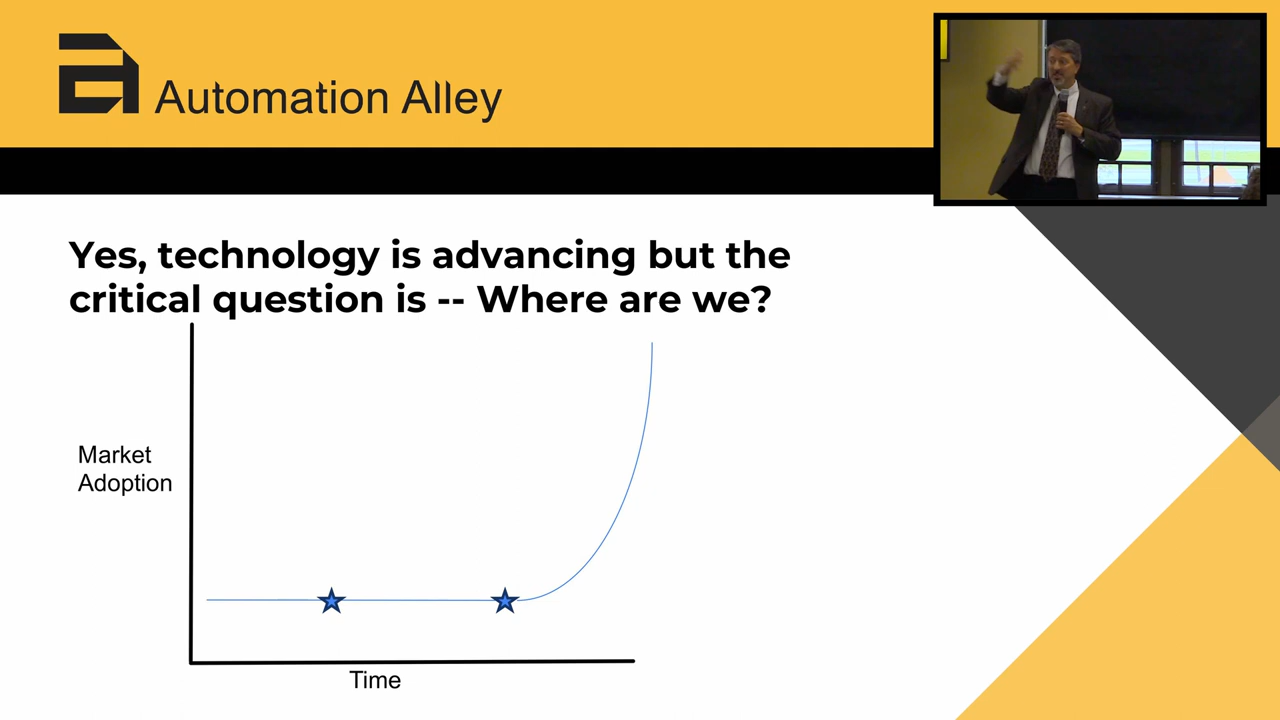 Automation Alley
Yes, technology is advancing but the
critical question is -- Where are we?
Market
Adoption
Time